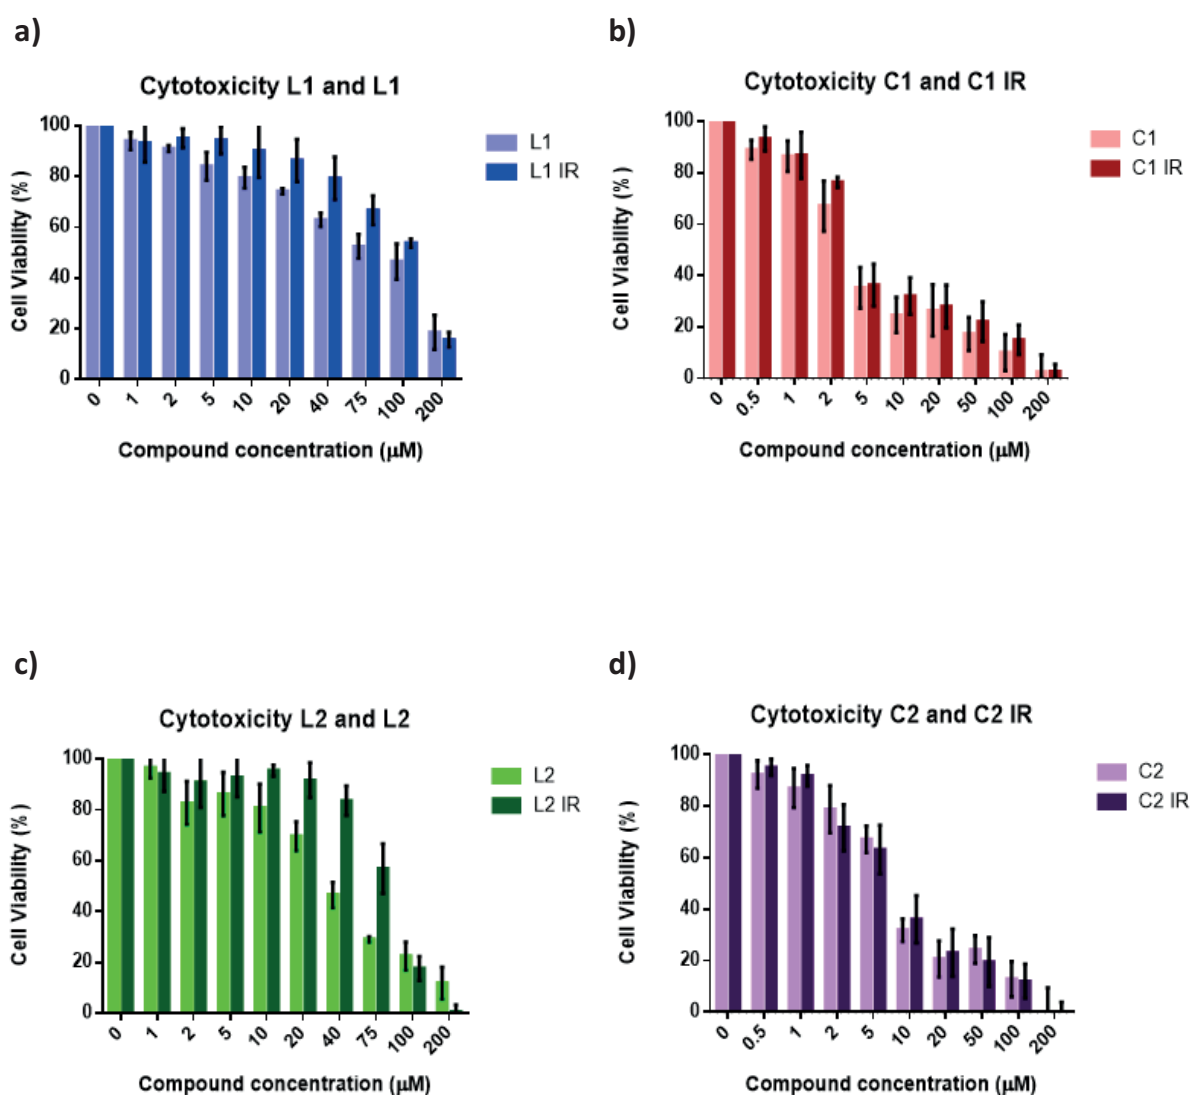 a)
Cytotoxicity L1 and L1
Cell Viability (%)
100
80
60
40
20
0
0 1 2 5 10 20 40 75 100 200
Compound concentration (μM)
L1
L1 IR
b)
Cytotoxicity C1 and C1 IR
Cell Viability (%)
100
80
60
40
20
0
0 0.5 1 2 5 10 20 50 100 200
Compound concentration (μM)
C1
C1 IR
c)
Cytotoxicity L2 and L2
Cell Viability (%)
100
80
60
40
20
0
0 1 2 5 10 20 40 75 100 200
Compound concentration (μM)
L2
L2 IR
d)
Cytotoxicity C2 and C2 IR
Cell Viability (%)
100
80
60
40
20
0
0 0.5 1 2 5 10 20 50 100 200
Compound concentration (μM)
C2
C2 IR